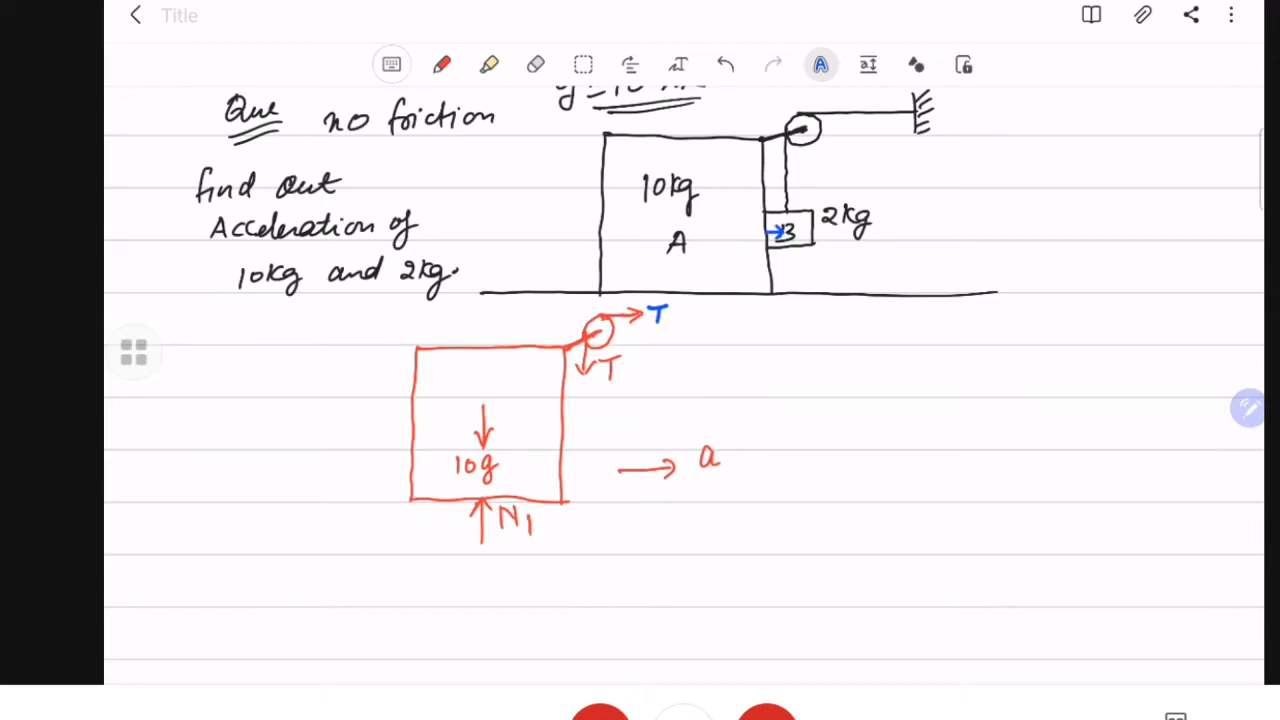 Title
Que no friction
find out
Acceleration of
10kg and 2kg.
10kg
A
B
2kg
T
T
10g
a
N1